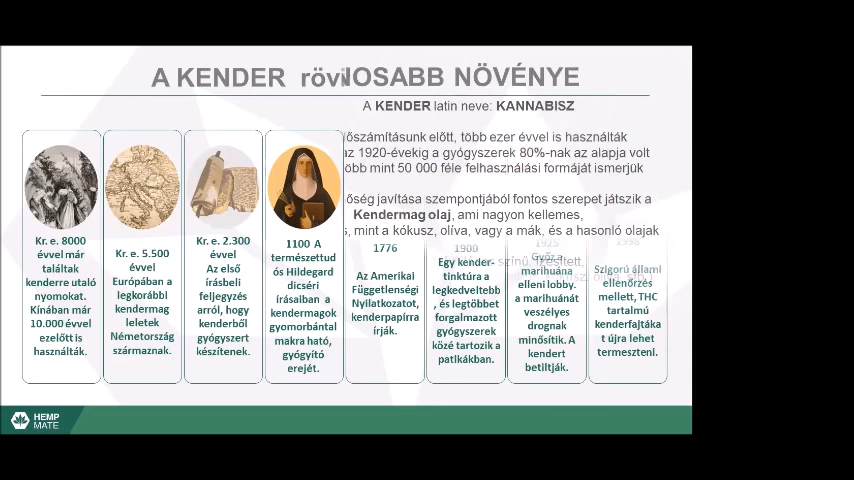 A KENDER rövi
IOSABB NÖVÉNYE
A KENDER latin neve: KANNABISZ
őszámításunk előtt, több ezer évvel is használták
az 1920-évekig a gyógyszerek 80%-nak az alapja volt
öbb mint 50 000 féle felhasználási formáját ismerjük
őség javítása szempontjából fontos szerepet játszik a
Kendermag olaj, ami nagyon kellemes,
s, mint a kókusz, olíva, vagy a mák, és a hasonló olajak
színű, ízesített,
Kr. e. 8000
évvel már
találtak
kenderre utaló
nyomokat.
Kínában már
10.000 évvel
ezelőtt is
használták.
Kr. e. 5.500
évvel
Európában a
legkorábbi
kendermag
leletek
Németország
származnak.
Kr. e. 2.300
évvel
Az első
írásbeli
feljegyzés
arról, hogy
kenderből
gyógyszert
készítenek.
1100 A
természettud
ós Hildegard
dicséri
írásaiban a
kendermagok
gyomorbántal
makra ható,
gyógyító
erejét.
1776
Az Amerikai
Függetlenségi
Nyilatkozatot,
kenderpapírra
írják.
1900
Egy kender-
tinktúra a
legkedveltebb
, és legtöbbet
forgalmazott
gyógyszerek
közé tartozik a
patikákban.
1925
Győz a
marihuána
elleni lobby.
a marihuánát
veszélyes
drognak
minősítik. A
kendert
betiltják.
1998
Szigorú állami
ellenőrzés
mellett, THC
tartalmú
kenderfajtáka
t újra lehet
termeszteni.
HEMP
MATE